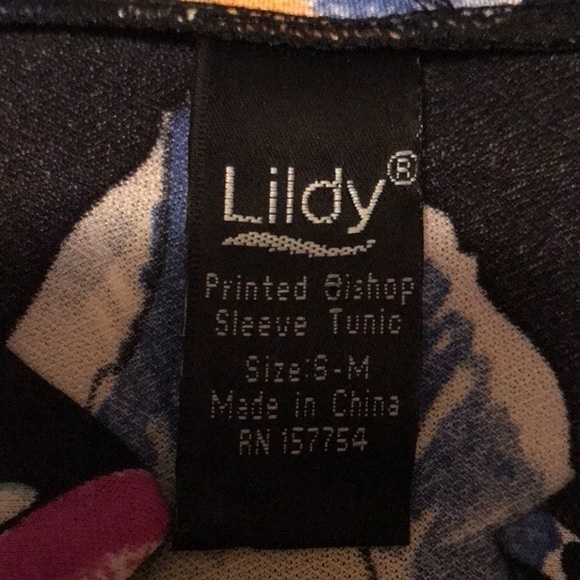 Lildy®
Printed Bishop
Sleeve Tunic
Size:S-M
Made in China
RN 157754